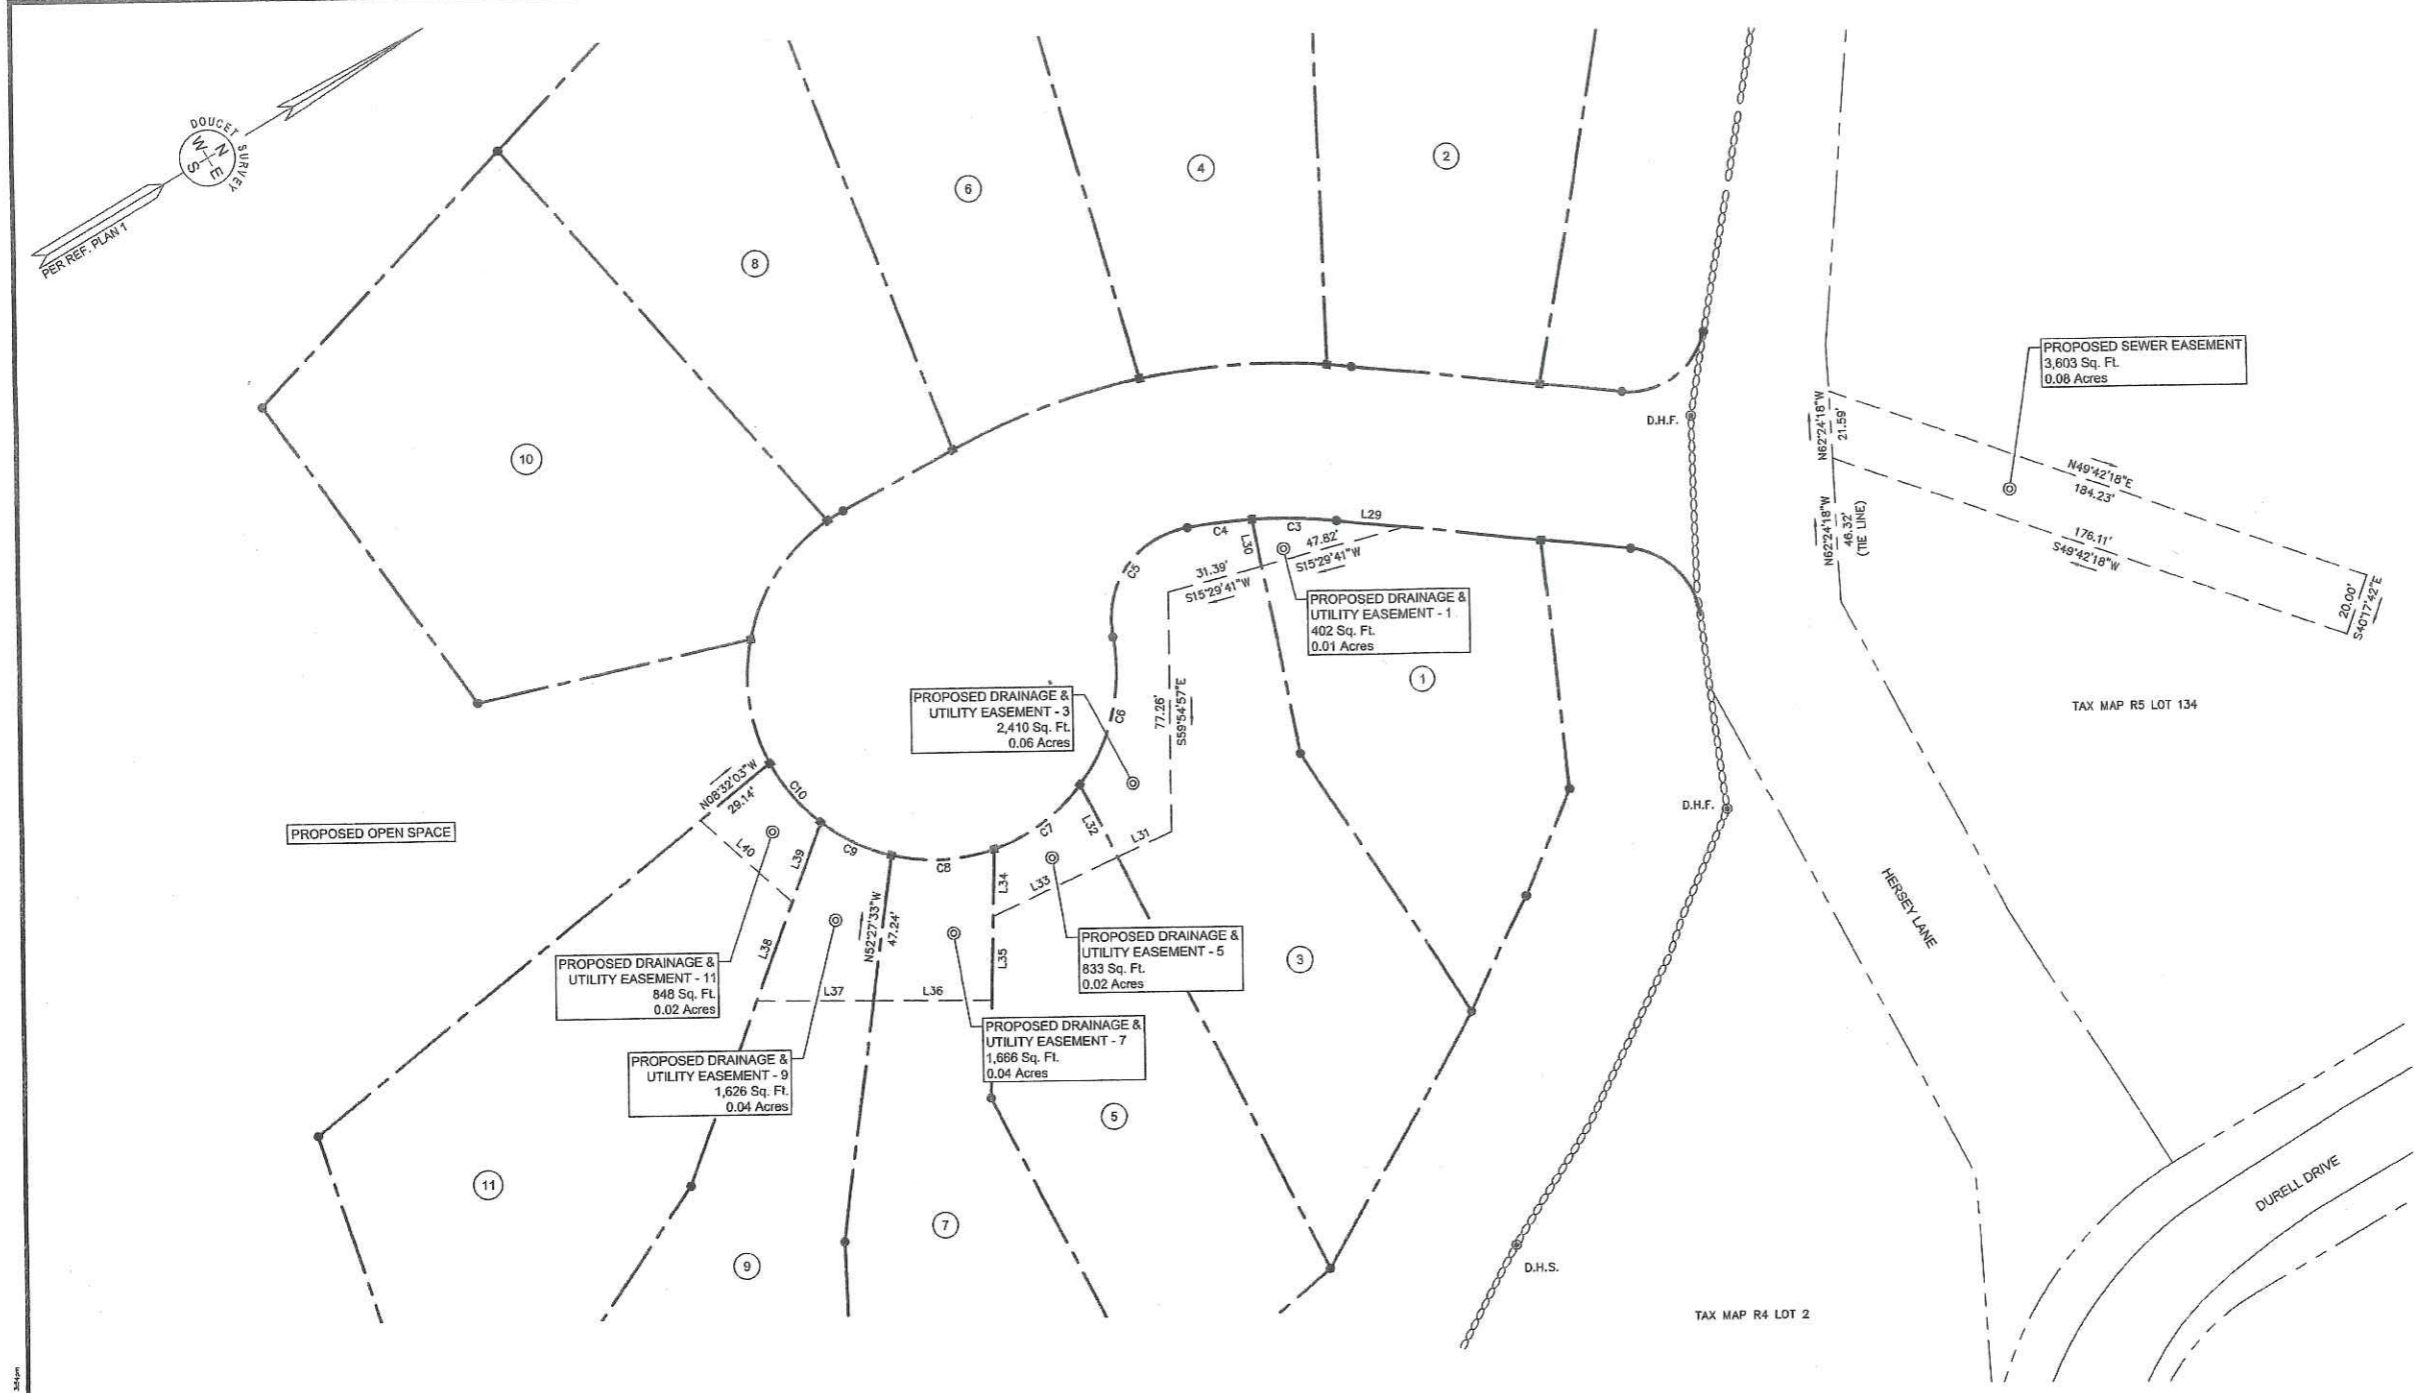 DOUCET SURVEY
N
E
S
W
PER REF. PLAN 1
2
4
6
8
10
PROPOSED SEWER EASEMENT
3,603 Sq. Ft.
0.08 Acres
D.H.F.
N62°24'18"W
21.59'
N49°42'18"E
184.23'
176.11'
S49°42'18"W
20.00'
S40°17'42"E
N62°24'18"W
46.32'
(TIE LINE)
L29
C3
C4
L30
C5
47.82'
S15°29'41"W
31.39'
S15°29'41"W
PROPOSED DRAINAGE &
UTILITY EASEMENT - 1
402 Sq. Ft.
0.01 Acres
1
77.26'
S59°54'57"E
TAX MAP R5 LOT 134
PROPOSED DRAINAGE &
UTILITY EASEMENT - 3
2,410 Sq. Ft.
0.06 Acres
C6
N08°32'03"W
29.14'
C10
D.H.F.
PROPOSED OPEN SPACE
L40
L39
C9
C8
C7
L32
L31
L33
L34
HERSEY LANE
N52°27'33"W
47.24'
L38
L35
PROPOSED DRAINAGE &
UTILITY EASEMENT - 5
833 Sq. Ft.
0.02 Acres
3
PROPOSED DRAINAGE &
UTILITY EASEMENT - 11
848 Sq. Ft.
0.02 Acres
L37
L36
PROPOSED DRAINAGE &
UTILITY EASEMENT - 7
1,666 Sq. Ft.
0.04 Acres
PROPOSED DRAINAGE &
UTILITY EASEMENT - 9
1,626 Sq. Ft.
0.04 Acres
5
11
7
9
DURELL DRIVE
D.H.S.
TAX MAP R4 LOT 2
3:54pm